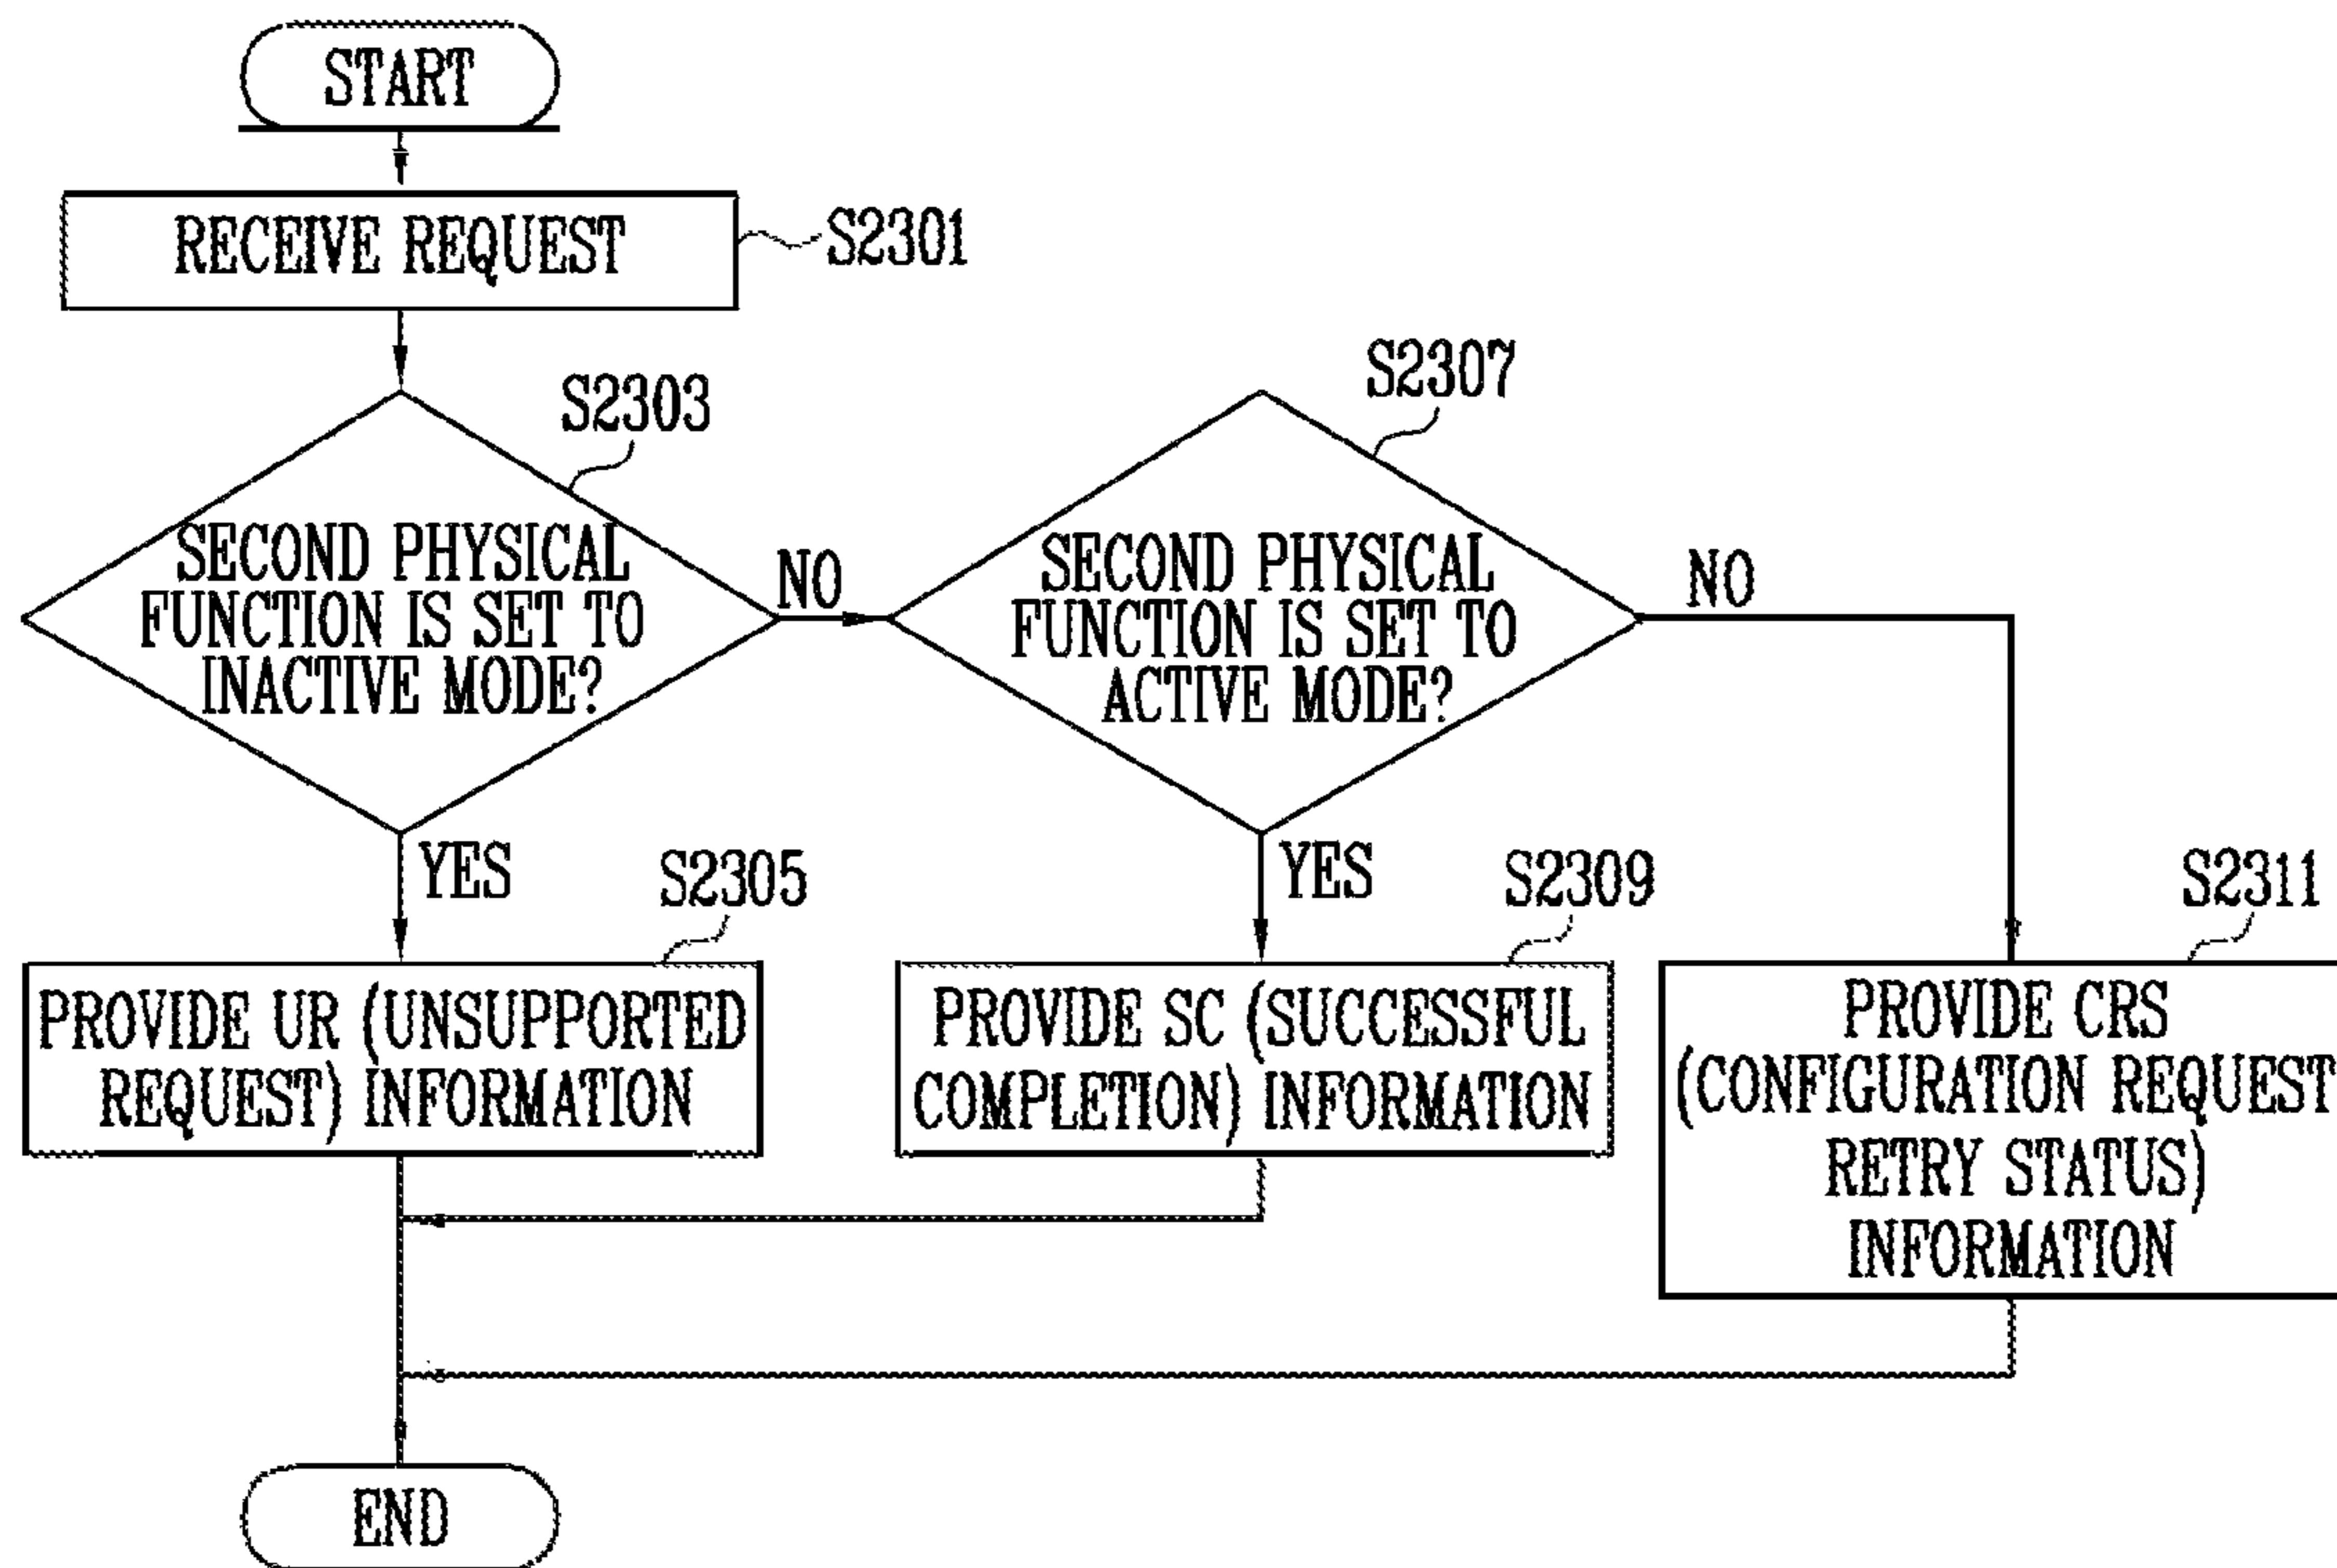 START
RECEIVE REQUEST
S2301
S2303
SECOND PHYSICAL
FUNCTION IS SET TO
INACTIVE MODE?
NO
YES
S2307
SECOND PHYSICAL
FUNCTION IS SET TO
ACTIVE MODE?
NO
YES
S2305
PROVIDE UR (UNSUPPORTED
REQUEST) INFORMATION
S2309
PROVIDE SC (SUCCESSFUL
COMPLETION) INFORMATION
S2311
PROVIDE CRS
(CONFIGURATION REQUEST
RETRY STATUS)
INFORMATION
END